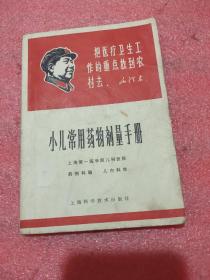 把医疗卫生工
作的重点放到农
村去。
毛泽东
小儿常用药物剂量手册
上海第一医学院儿科医院
药剂科编 儿内科校
上海科学技术出版社